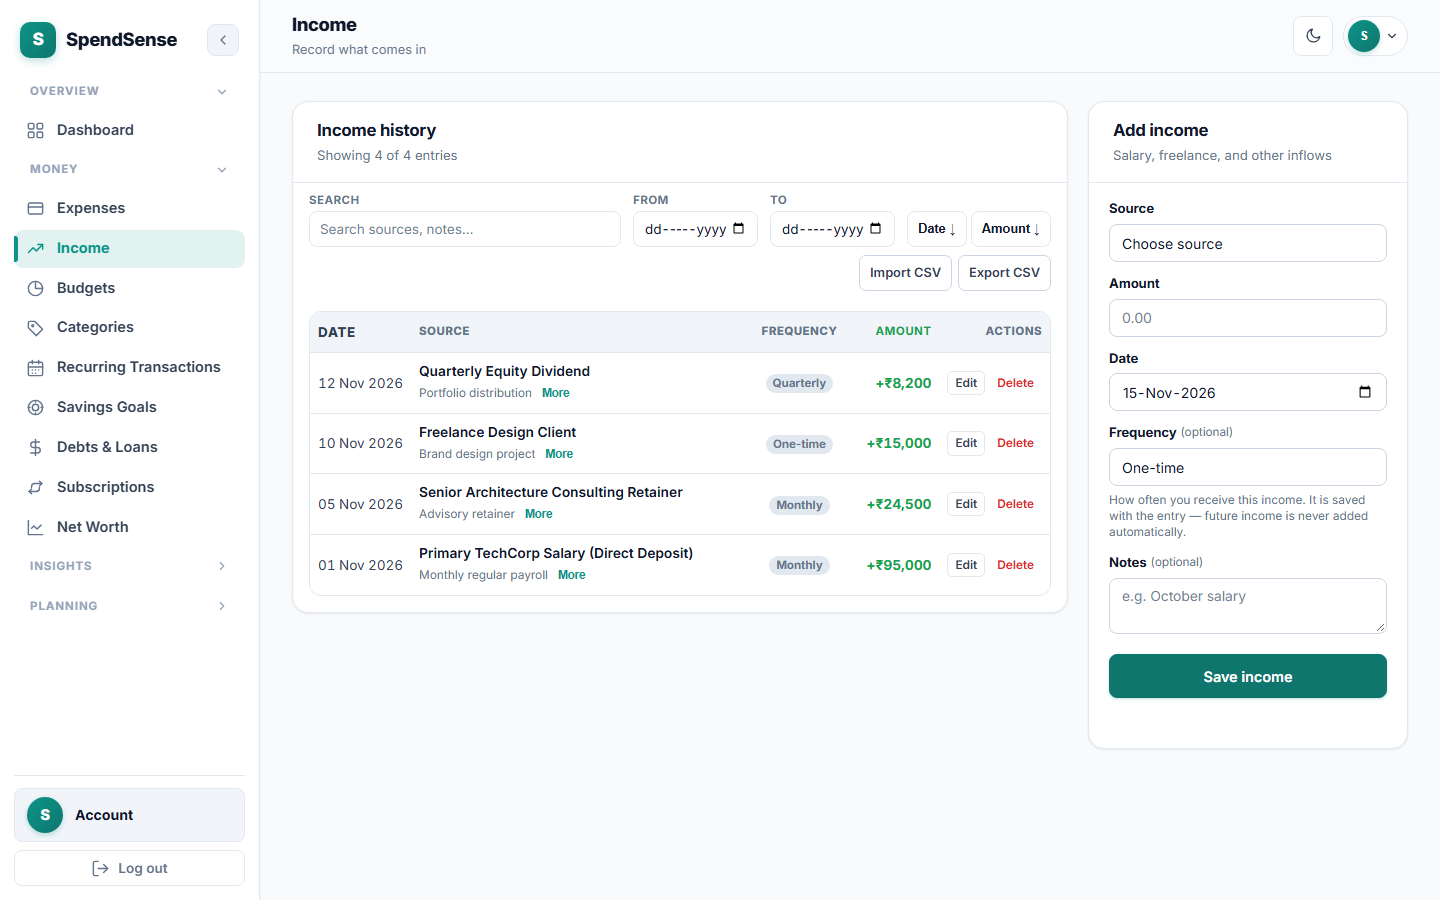 S
SpendSense
OVERVIEW
Dashboard
MONEY
Expenses
Income
Budgets
Categories
Recurring Transactions
Savings Goals
Debts & Loans
Subscriptions
Net Worth
INSIGHTS
PLANNING
S
Account
Log out
Income
Record what comes in
S
Income history
Showing 4 of 4 entries
SEARCH FROM TO
Search sources, notes... dd-----yyyy dd-----yyyy Date ↓ Amount ↓
Import CSV Export CSV
DATE SOURCE FREQUENCY AMOUNT ACTIONS
12 Nov 2026 Quarterly Equity Dividend Quarterly +₹8,200 Edit Delete
Portfolio distribution More
10 Nov 2026 Freelance Design Client One-time +₹15,000 Edit Delete
Brand design project More
05 Nov 2026 Senior Architecture Consulting Retainer Monthly +₹24,500 Edit Delete
Advisory retainer More
01 Nov 2026 Primary TechCorp Salary (Direct Deposit) Monthly +₹95,000 Edit Delete
Monthly regular payroll More
Add income
Salary, freelance, and other inflows
Source
Choose source
Amount
0.00
Date
15-Nov-2026
Frequency (optional)
One-time
How often you receive this income. It is saved
with the entry — future income is never added
automatically.
Notes (optional)
e.g. October salary
Save income